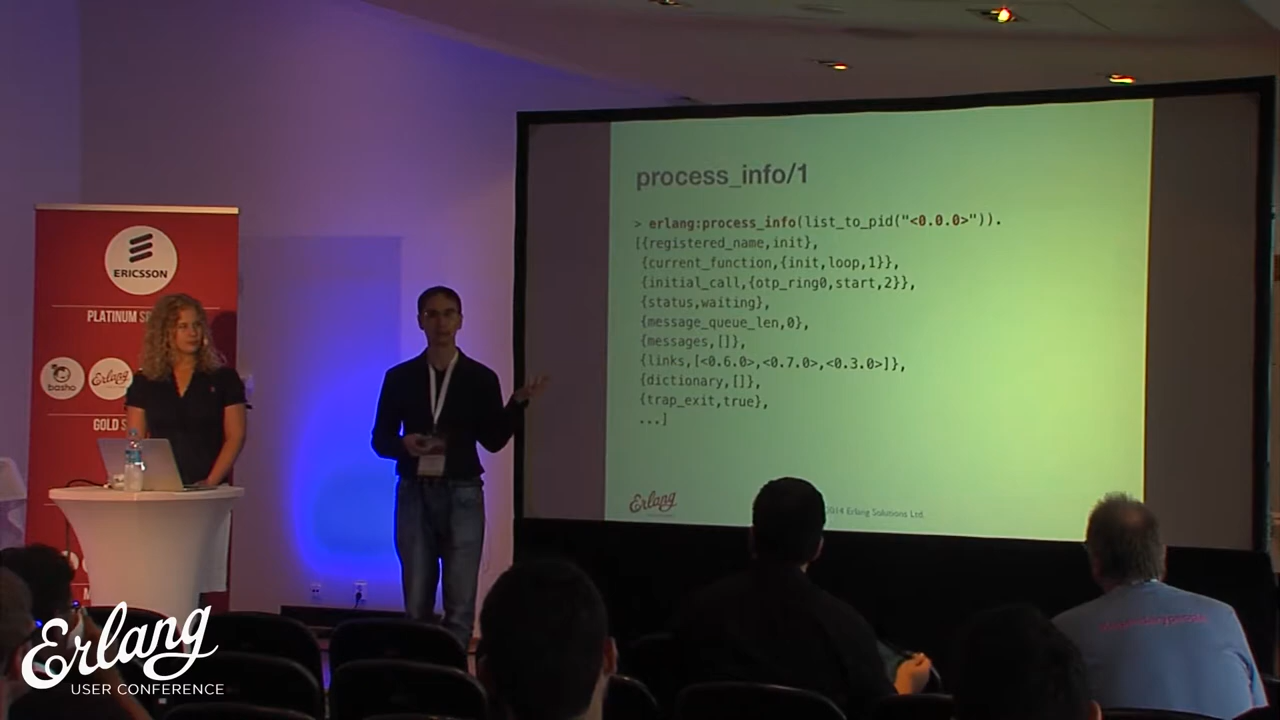 ERICSSON
PLATINUM
basho
Erlang
GOLD
process_info/1
> erlang:process_info(list_to_pid("<0.0.0>")).
[{registered_name,init},
{current_function,{init,loop,1}},
{initial_call,{otp_ring0,start,2}},
{status,waiting},
{message_queue_len,0},
{messages,[]},
{links,[<0.6.0>,<0.7.0>,<0.3.0>]},
{dictionary,[]},
{trap_exit,true},
...]
Erlang
2014 Erlang Solutions Ltd.
Erlang
USER CONFERENCE